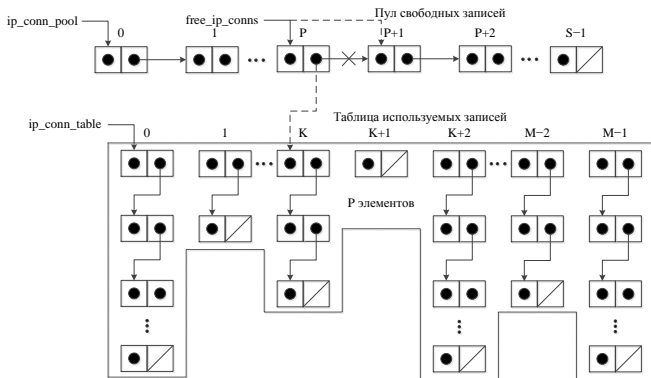 free_ip_conns Пул свободных записей
ip_conn_pool 0 1 P P+1 P+2 S−1
Таблица используемых записей
ip_conn_table 0 1 K K+1 K+2 M−2 M−1
P элементов